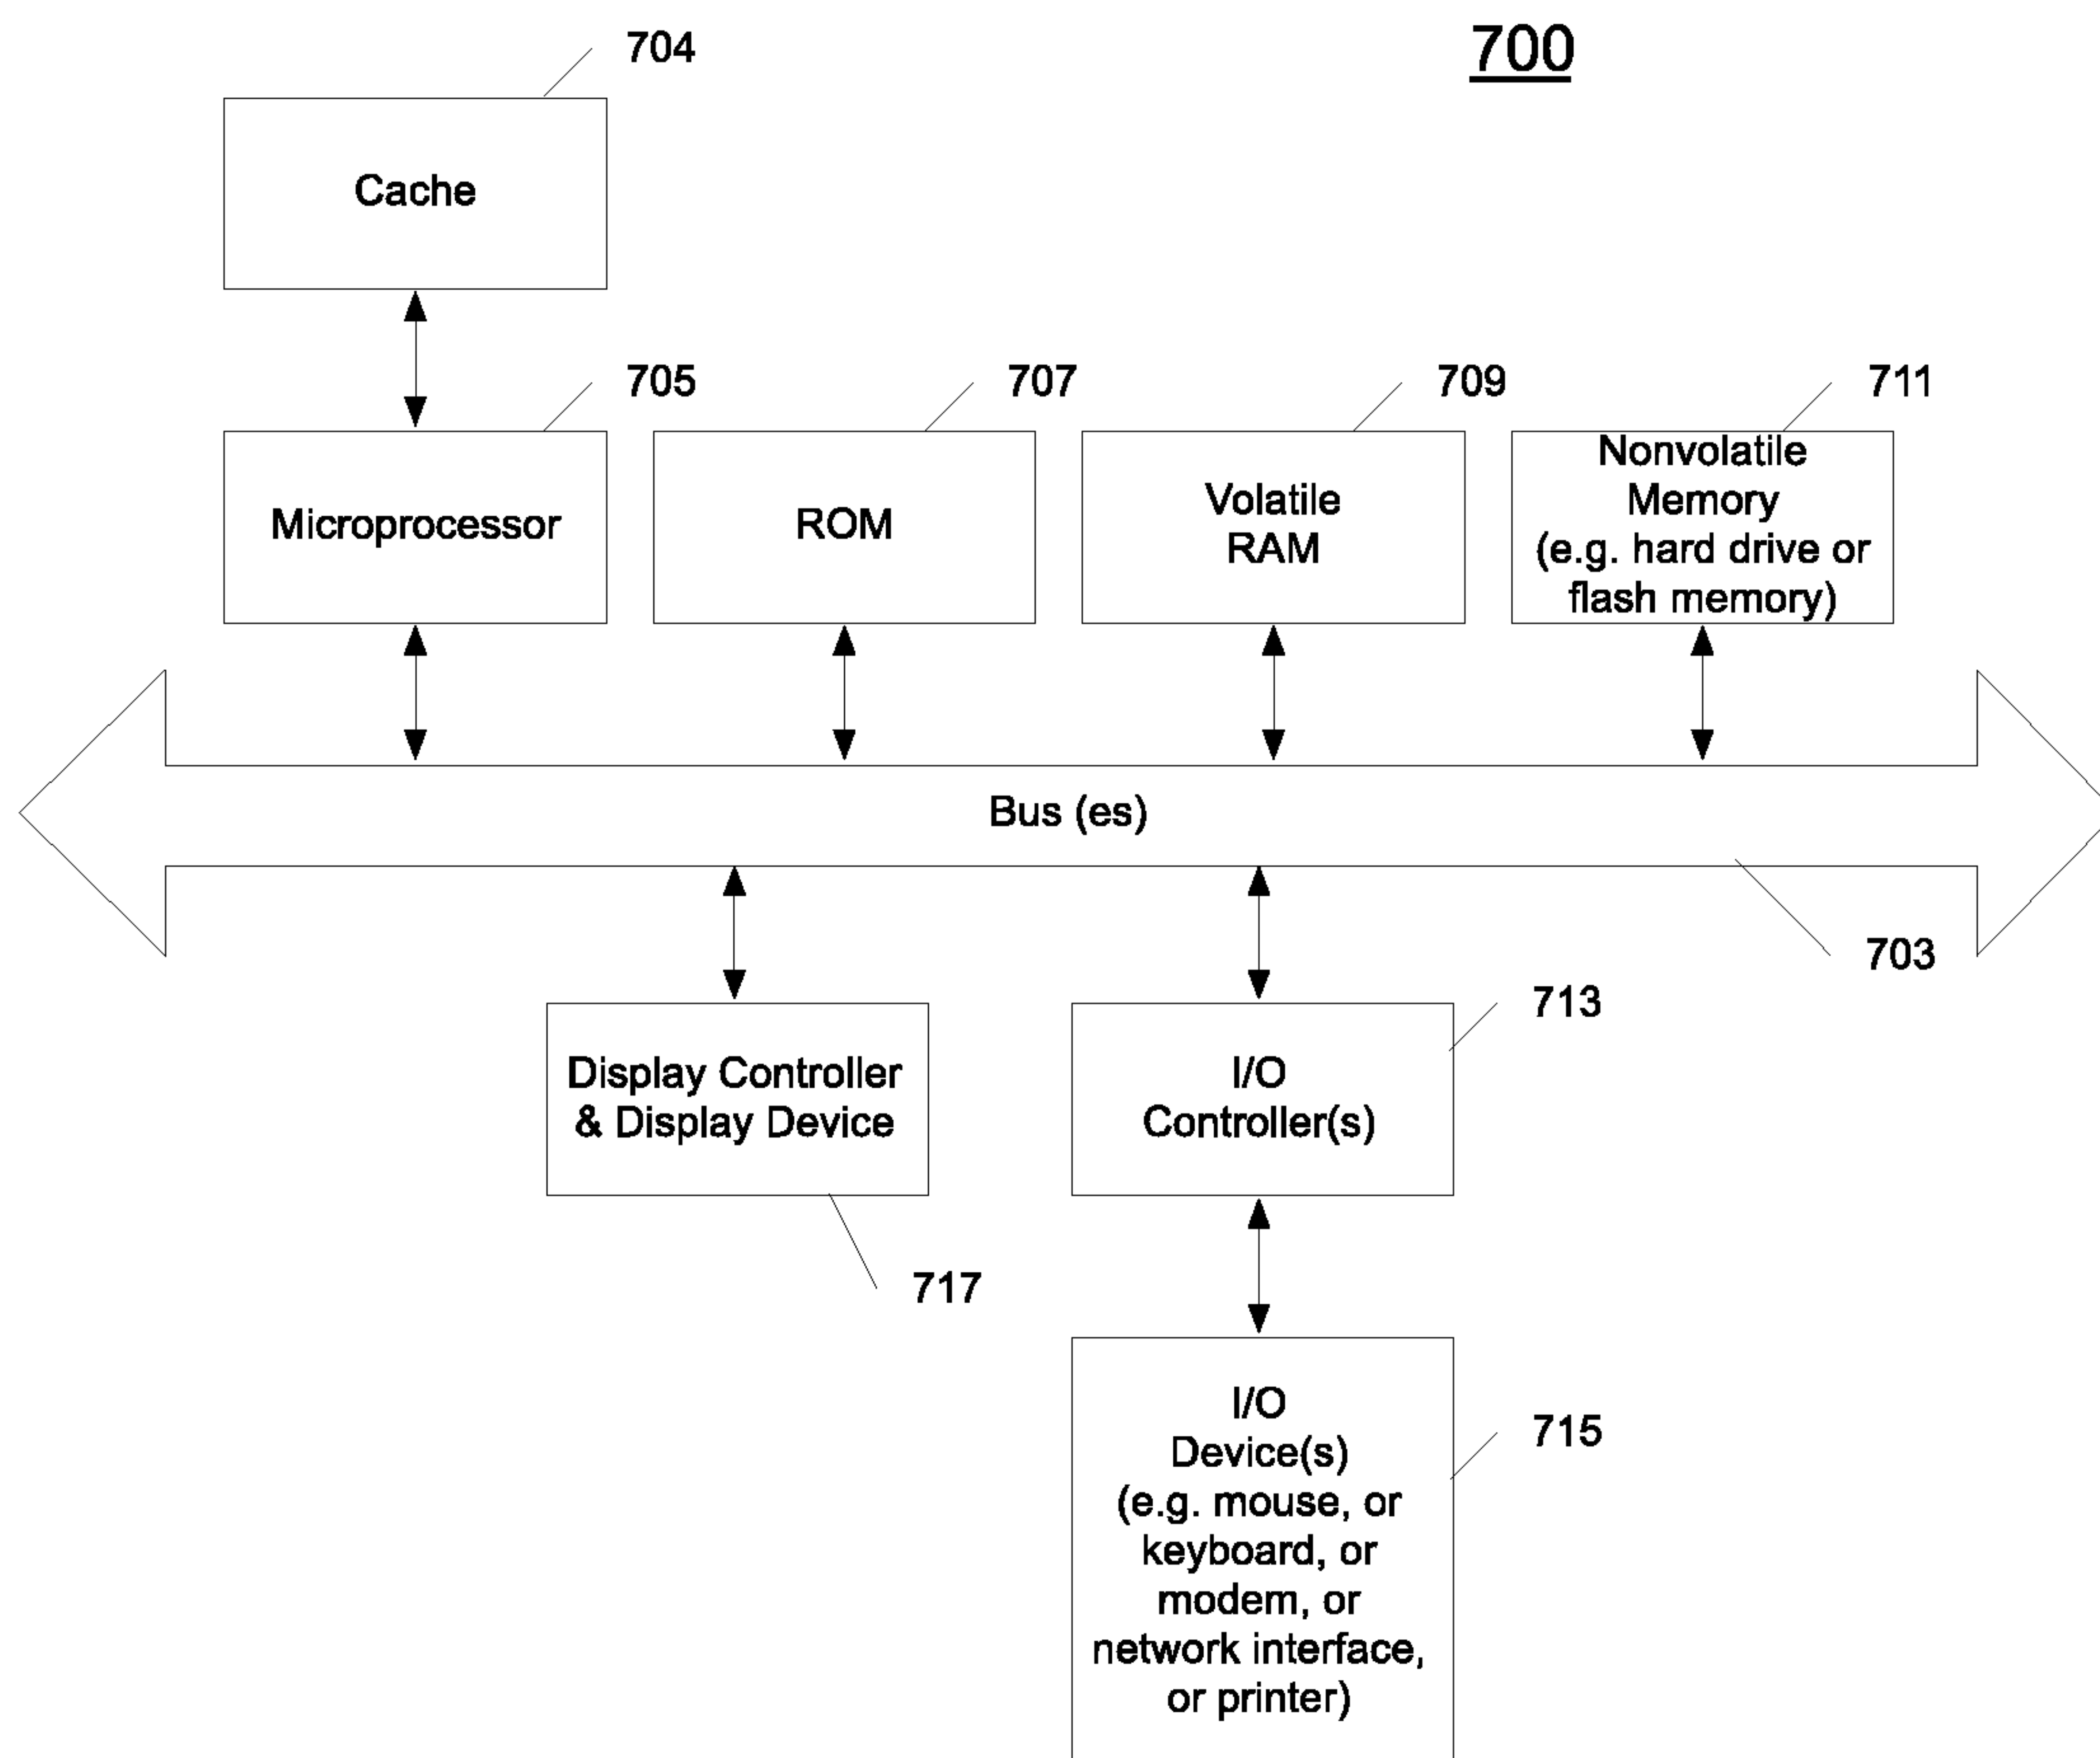 704
700
Cache
705
707
709
711
Microprocessor
ROM
Volatile
RAM
Nonvolatile
Memory
(e.g. hard drive or
flash memory)
Bus (es)
703
Display Controller
& Display Device
717
I/O
Controller(s)
713
I/O
Device(s)
(e.g. mouse, or
keyboard, or
modem, or
network interface,
or printer)
715